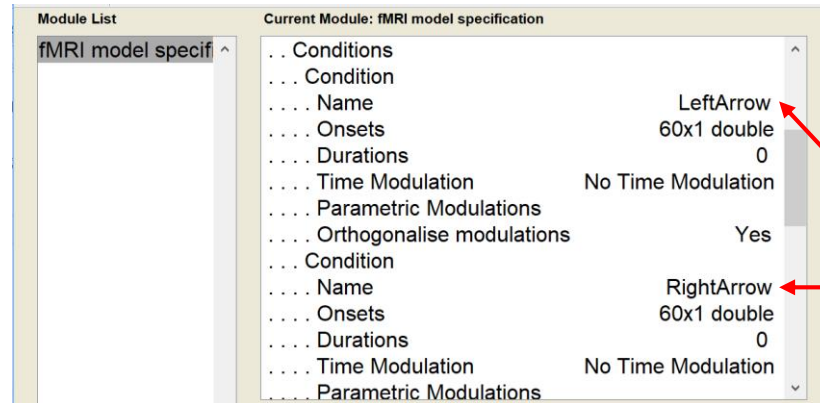 Module List
Current Module: fMRI model specification
fMRI model specifi
. . Conditions
. . . Condition
. . . . Name LeftArrow
. . . . Onsets 60x1 double
. . . . Durations 0
. . . . Time Modulation No Time Modulation
. . . . Parametric Modulations
. . . . Orthogonalise modulations Yes
. . . Condition
. . . . Name RightArrow
. . . . Onsets 60x1 double
. . . . Durations 0
. . . . Time Modulation No Time Modulation
. . . . Parametric Modulations